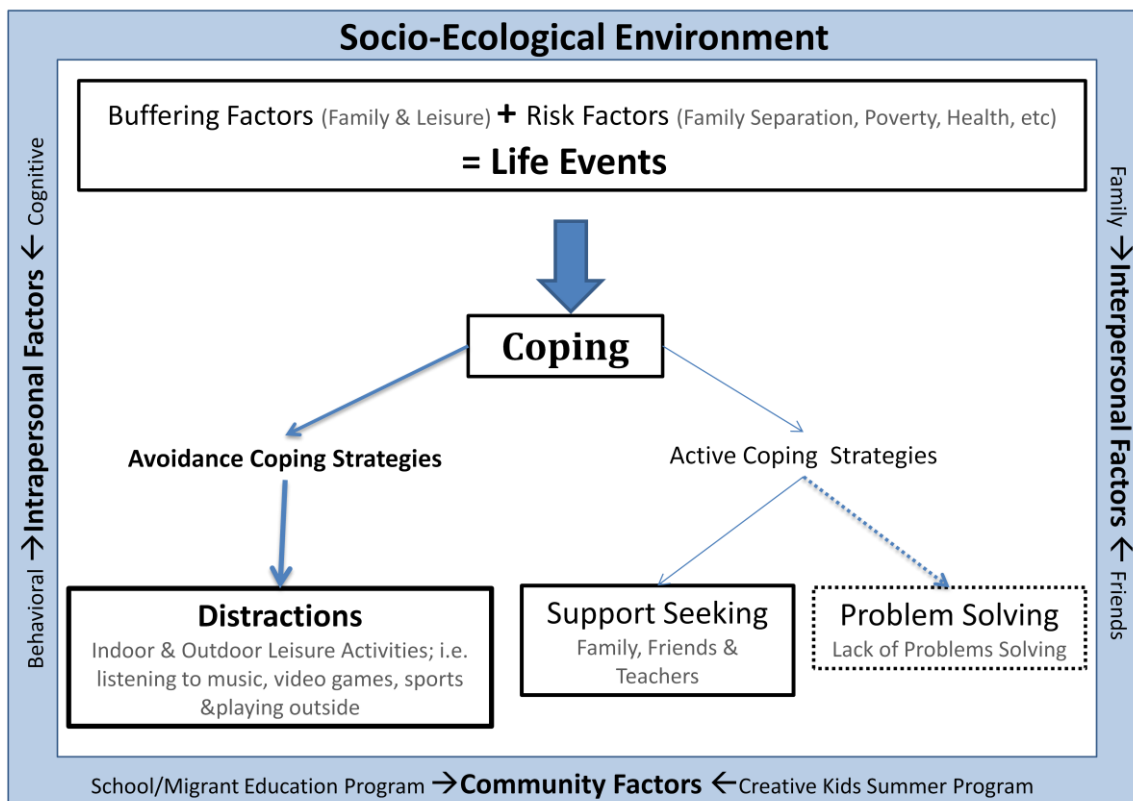 Socio-Ecological Environment
Buffering Factors (Family & Leisure) + Risk Factors (Family Separation, Poverty, Health, etc)
= Life Events
Behavioral → Intrapersonal Factors ← Cognitive
Family → Interpersonal Factors ← Friends
Coping
Avoidance Coping Strategies
Active Coping Strategies
Distractions
Indoor & Outdoor Leisure Activities; i.e.
listening to music, video games, sports
&playing outside
Support Seeking
Family, Friends &
Teachers
Problem Solving
Lack of Problems Solving
School/Migrant Education Program → Community Factors ← Creative Kids Summer Program